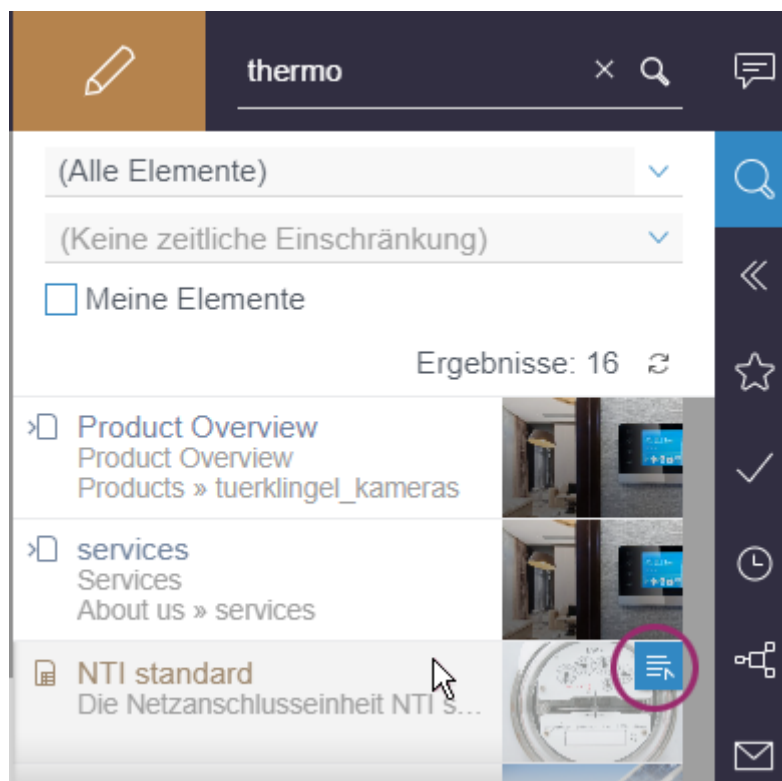 thermo
(Alle Elemente)
(Keine zeitliche Einschränkung)
Meine Elemente
Ergebnisse: 16
Product Overview
Product Overview
Products » tuerklingel_kameras
services
Services
About us » services
NTI standard
Die Netzanschlusseinheit NTI s...